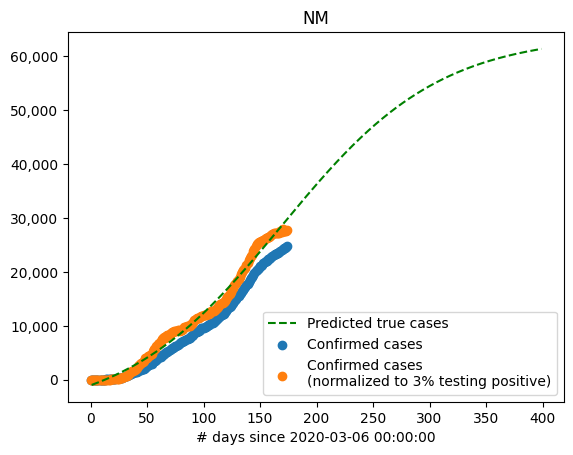 NM
60,000
50,000
40,000
30,000
20,000
10,000
0
Predicted true cases
Confirmed cases
Confirmed cases
(normalized to 3% testing positive)
0 50 100 150 200 250 300 350 400
# days since 2020-03-06 00:00:00